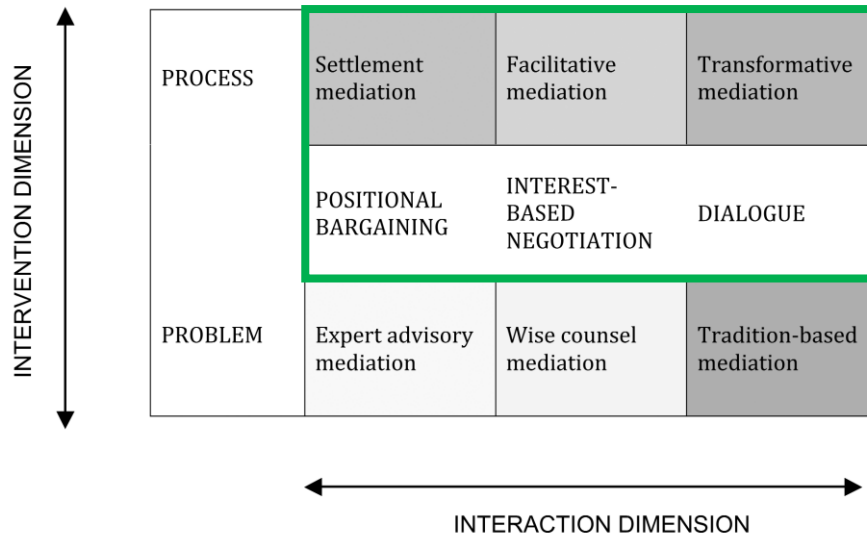 INTERVENTION DIMENSION
PROCESS
Settlement
mediation
Facilitative
mediation
Transformative
mediation
POSITIONAL
BARGAINING
INTEREST-
BASED
NEGOTIATION
DIALOGUE
PROBLEM
Expert advisory
mediation
Wise counsel
mediation
Tradition-based
mediation
INTERACTION DIMENSION